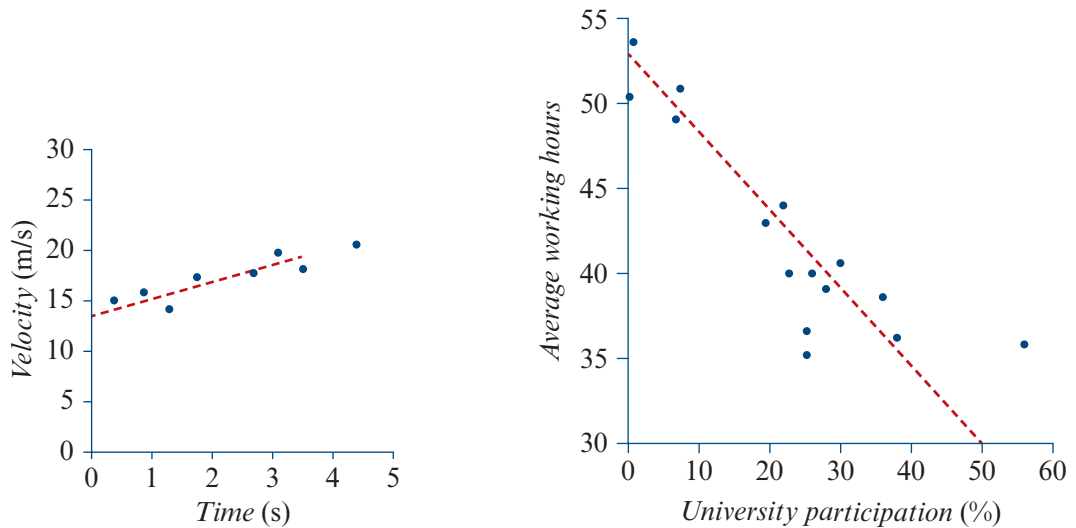 30
25
20
15
10
5
0
Velocity (m/s)
0 1 2 3 4 5
Time (s)
55
50
45
40
35
30
Average working hours
0 10 20 30 40 50 60
University participation (%)